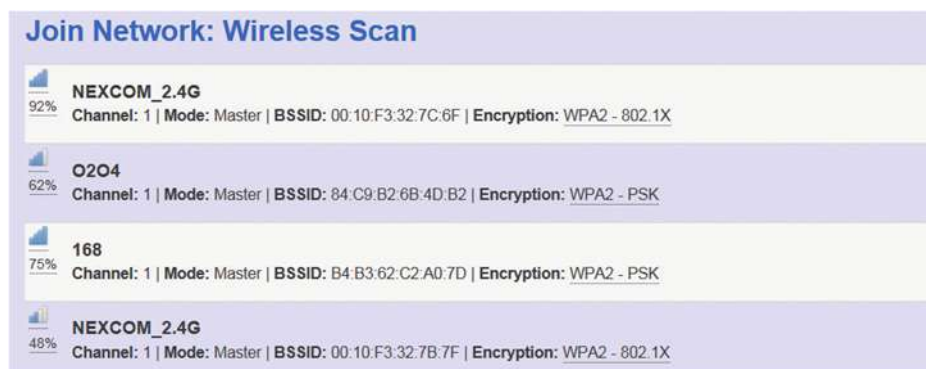 Join Network: Wireless Scan
NEXCOM_2.4G
92% Channel: 1 | Mode: Master | BSSID: 00:10:F3:32:7C:6F | Encryption: WPA2 - 802.1X
O2O4
62% Channel: 1 | Mode: Master | BSSID: 84:C9:B2:6B:4D:B2 | Encryption: WPA2 - PSK
168
75% Channel: 1 | Mode: Master | BSSID: B4:B3:62:C2:A0:7D | Encryption: WPA2 - PSK
NEXCOM_2.4G
48% Channel: 1 | Mode: Master | BSSID: 00:10:F3:32:7B:7F | Encryption: WPA2 - 802.1X